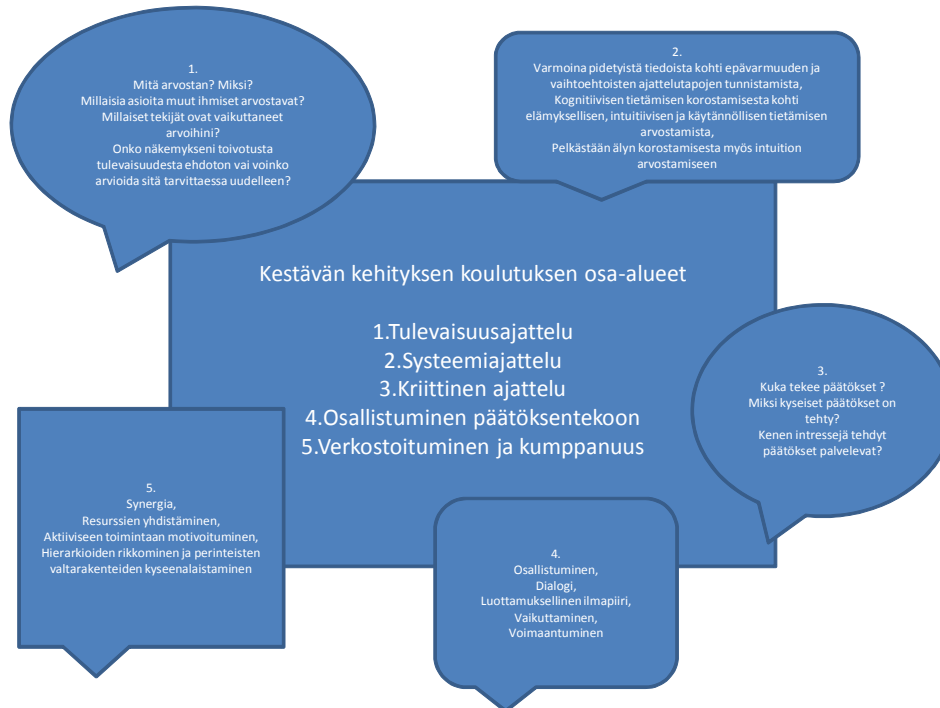 1.
Mitä arvostan? Miksi?
Millaisia asioita muut ihmiset arvostavat?
Millaiset tekijät ovat vaikuttaneet
arvoihini?
Onko näkemykseni toivotusta
tulevaisuudesta ehdoton vai voinko
arvioida sitä tarvittaessa uudelleen?
2.
Varmoina pidetyistä tiedoista kohti epävarmuuden ja
vaihtoehtoisten ajattelutapojen tunnistamista,
Kognitiivisen tietämisen korostamisesta kohti
elämyksellisen, intuitiivisen ja käytännöllisen tietämisen
arvostamista,
Pelkästään älyn korostamisesta myös intuition
arvostamiseen
Kestävän kehityksen koulutuksen osa-alueet
1.Tulevaisuusajattelu
2.Systeemiajattelu
3.Kriittinen ajattelu
4.Osallistuminen päätöksentekoon
5.Verkostoituminen ja kumppanuus
3.
Kuka tekee päätökset ?
Miksi kyseiset päätökset on
tehty?
Kenen intressejä tehdyt
päätökset palvelevat?
5.
Synergia,
Resurssien yhdistäminen,
Aktiiviseen toimintaan motivoituminen,
Hierarkioiden rikkominen ja perinteisten
valtarakenteiden kyseenalaistaminen
4.
Osallistuminen,
Dialogi,
Luottamuksellinen ilmapiiri,
Vaikuttaminen,
Voimaantuminen